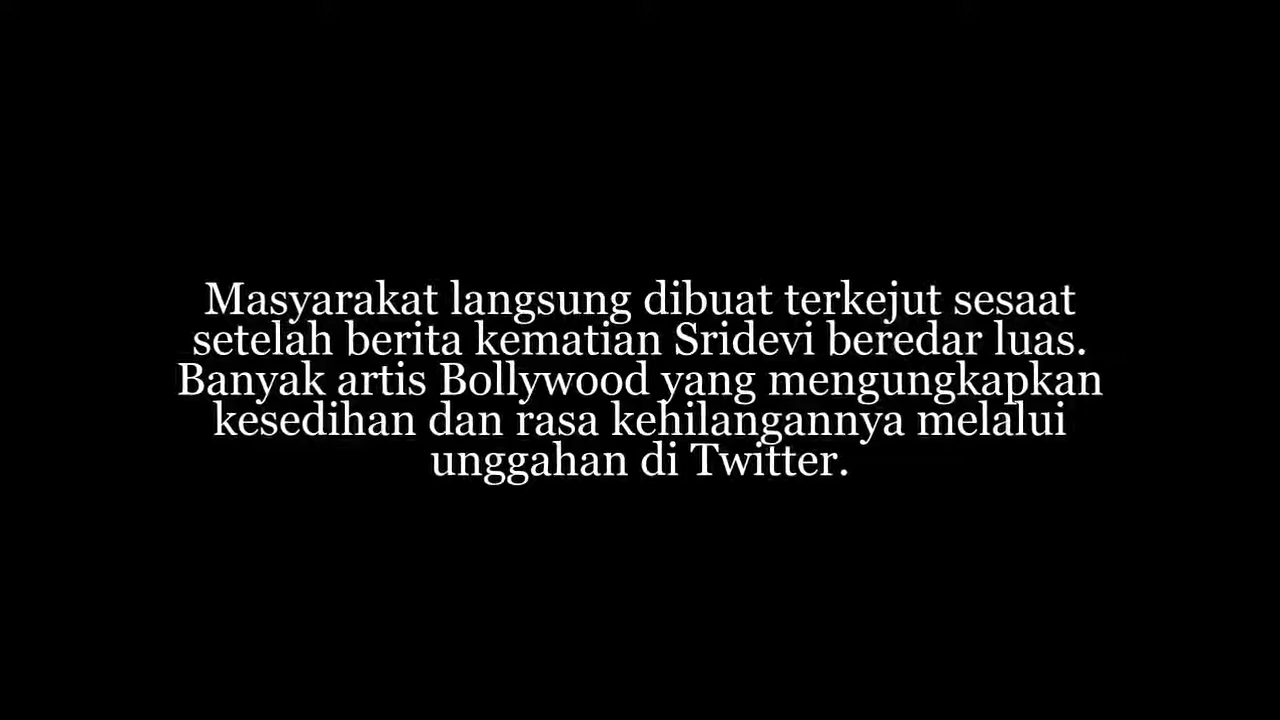 Masyarakat langsung dibuat terkejut sesaat
setelah berita kematian Sridevi beredar luas.
Banyak artis Bollywood yang mengungkapkan
kesedihan dan rasa kehilangannya melalui
unggahan di Twitter.